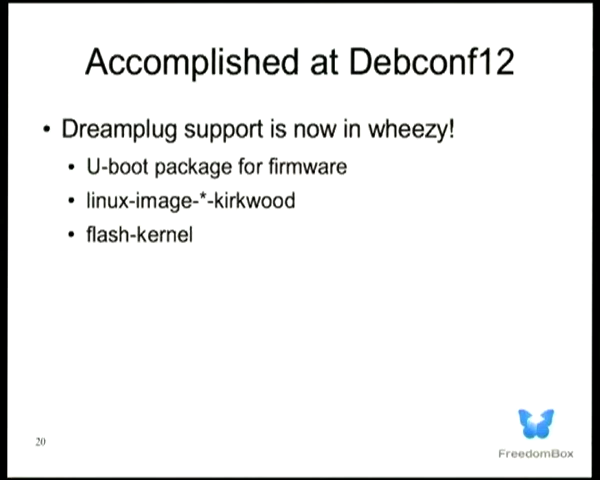 Accomplished at Debconf12
• Dreamplug support is now in wheezy!
• U-boot package for firmware
• linux-image-*-kirkwood
• flash-kernel
20
FreedomBox